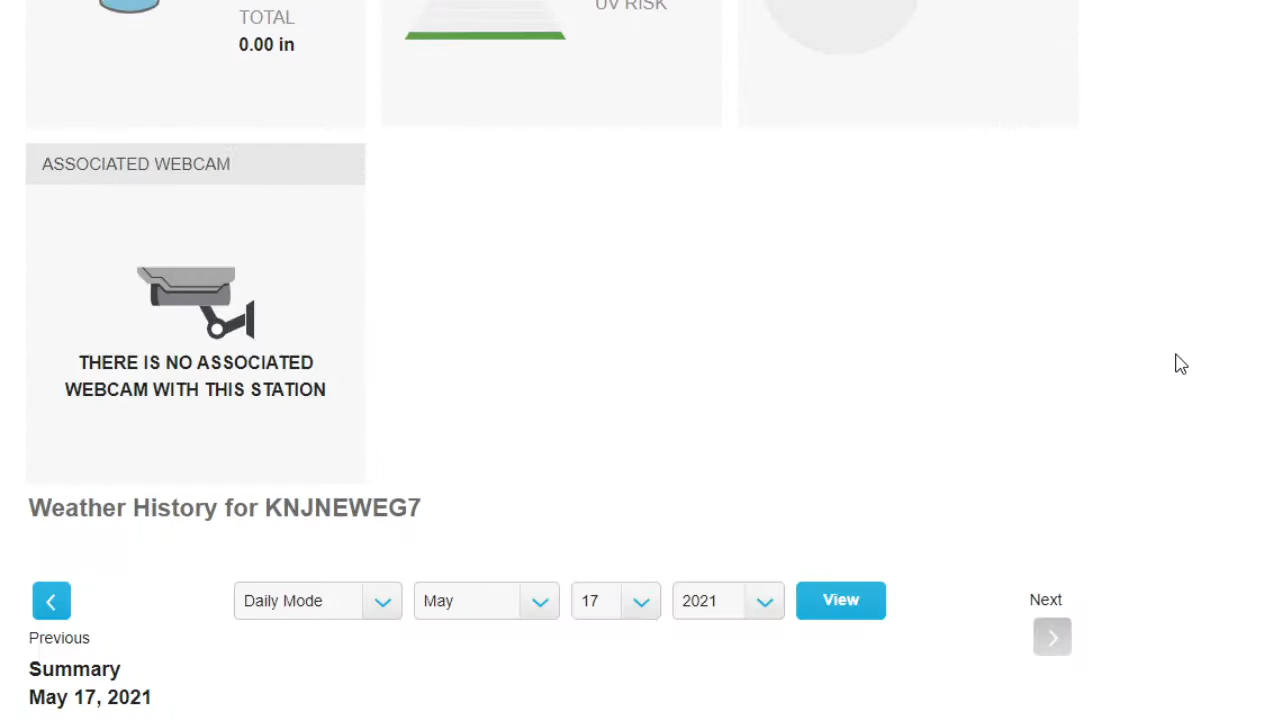 TOTAL
0.00 in
UV RISK
ASSOCIATED WEBCAM
THERE IS NO ASSOCIATED
WEBCAM WITH THIS STATION
Weather History for KNJNEWEG7
Daily Mode
May
17
2021
View
Next
Previous
Summary
May 17, 2021